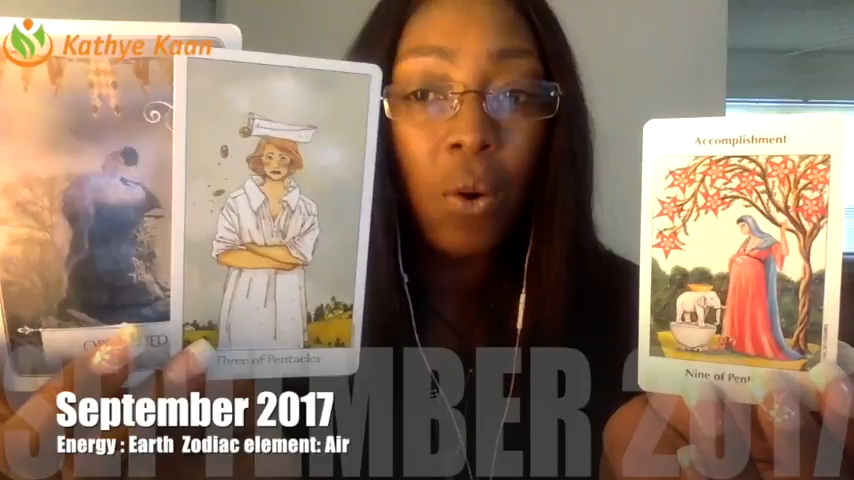 Kathye Kaan
Accomplishment
Three of Pentacles
Nine of Pent
SEPTEMBER 2017
September 2017
Energy : Earth Zodiac element: Air